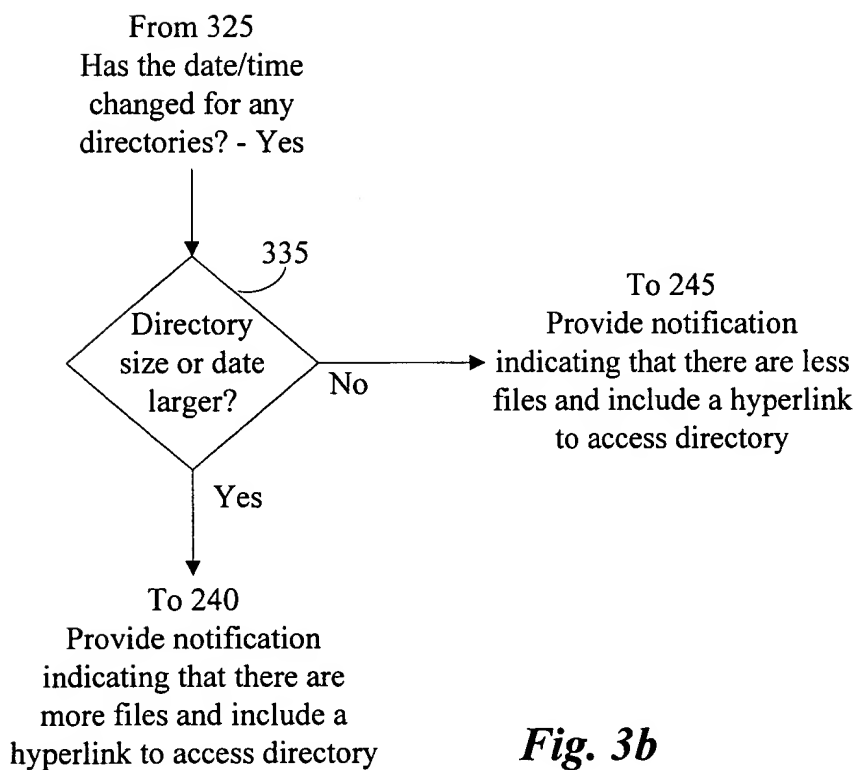 From 325
Has the date/time
changed for any
directories? - Yes
335
Directory
size or date
larger?
No
To 245
Provide notification
indicating that there are less
files and include a hyperlink
to access directory
Yes
To 240
Provide notification
indicating that there are
more files and include a
hyperlink to access directory
Fig. 3b